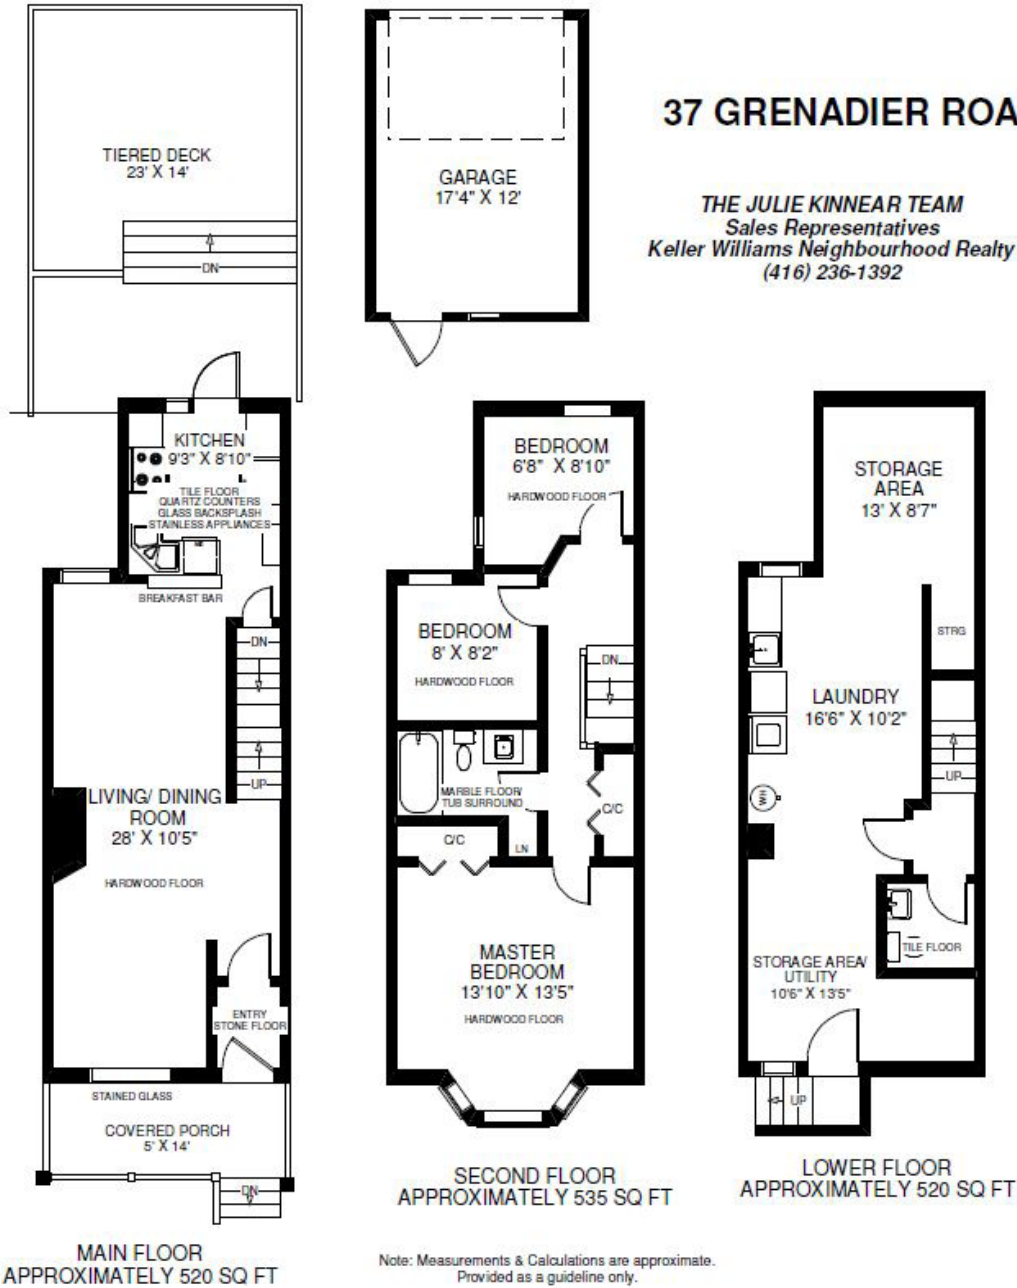 37 GRENADIER ROA
THE JULIE KINNEAR TEAM
Sales Representatives
Keller Williams Neighbourhood Realty
(416) 236-1392
TIERED DECK
23' X 14'
DN
GARAGE
17'4" X 12'
KITCHEN
9'3" X 8'10"
TILE FLOOR
QUARTZ COUNTERS
GLASS BACKSPLASH
STAINLESS APPLIANCES
BREAKFAST BAR
DN
UP
LIVING/ DINING
ROOM
28' X 10'5"
HARDWOOD FLOOR
ENTRY
STONE FLOOR
STAINED GLASS
COVERED PORCH
5' X 14'
DN
MAIN FLOOR
APPROXIMATELY 520 SQ FT
BEDROOM
6'8" X 8'10"
HARDWOOD FLOOR
BEDROOM
8' X 8'2"
HARDWOOD FLOOR
DN
MARBLE FLOOR/
TUB SURROUND
C/C
C/C
LN
MASTER
BEDROOM
13'10" X 13'5"
HARDWOOD FLOOR
SECOND FLOOR
APPROXIMATELY 535 SQ FT
STORAGE
AREA
13' X 8'7"
STRG
LAUNDRY
16'6" X 10'2"
UP
WH
TILE FLOOR
STORAGE AREA/
UTILITY
10'6" X 13'5"
UP
LOWER FLOOR
APPROXIMATELY 520 SQ FT
Note: Measurements & Calculations are approximate.
Provided as a guideline only.